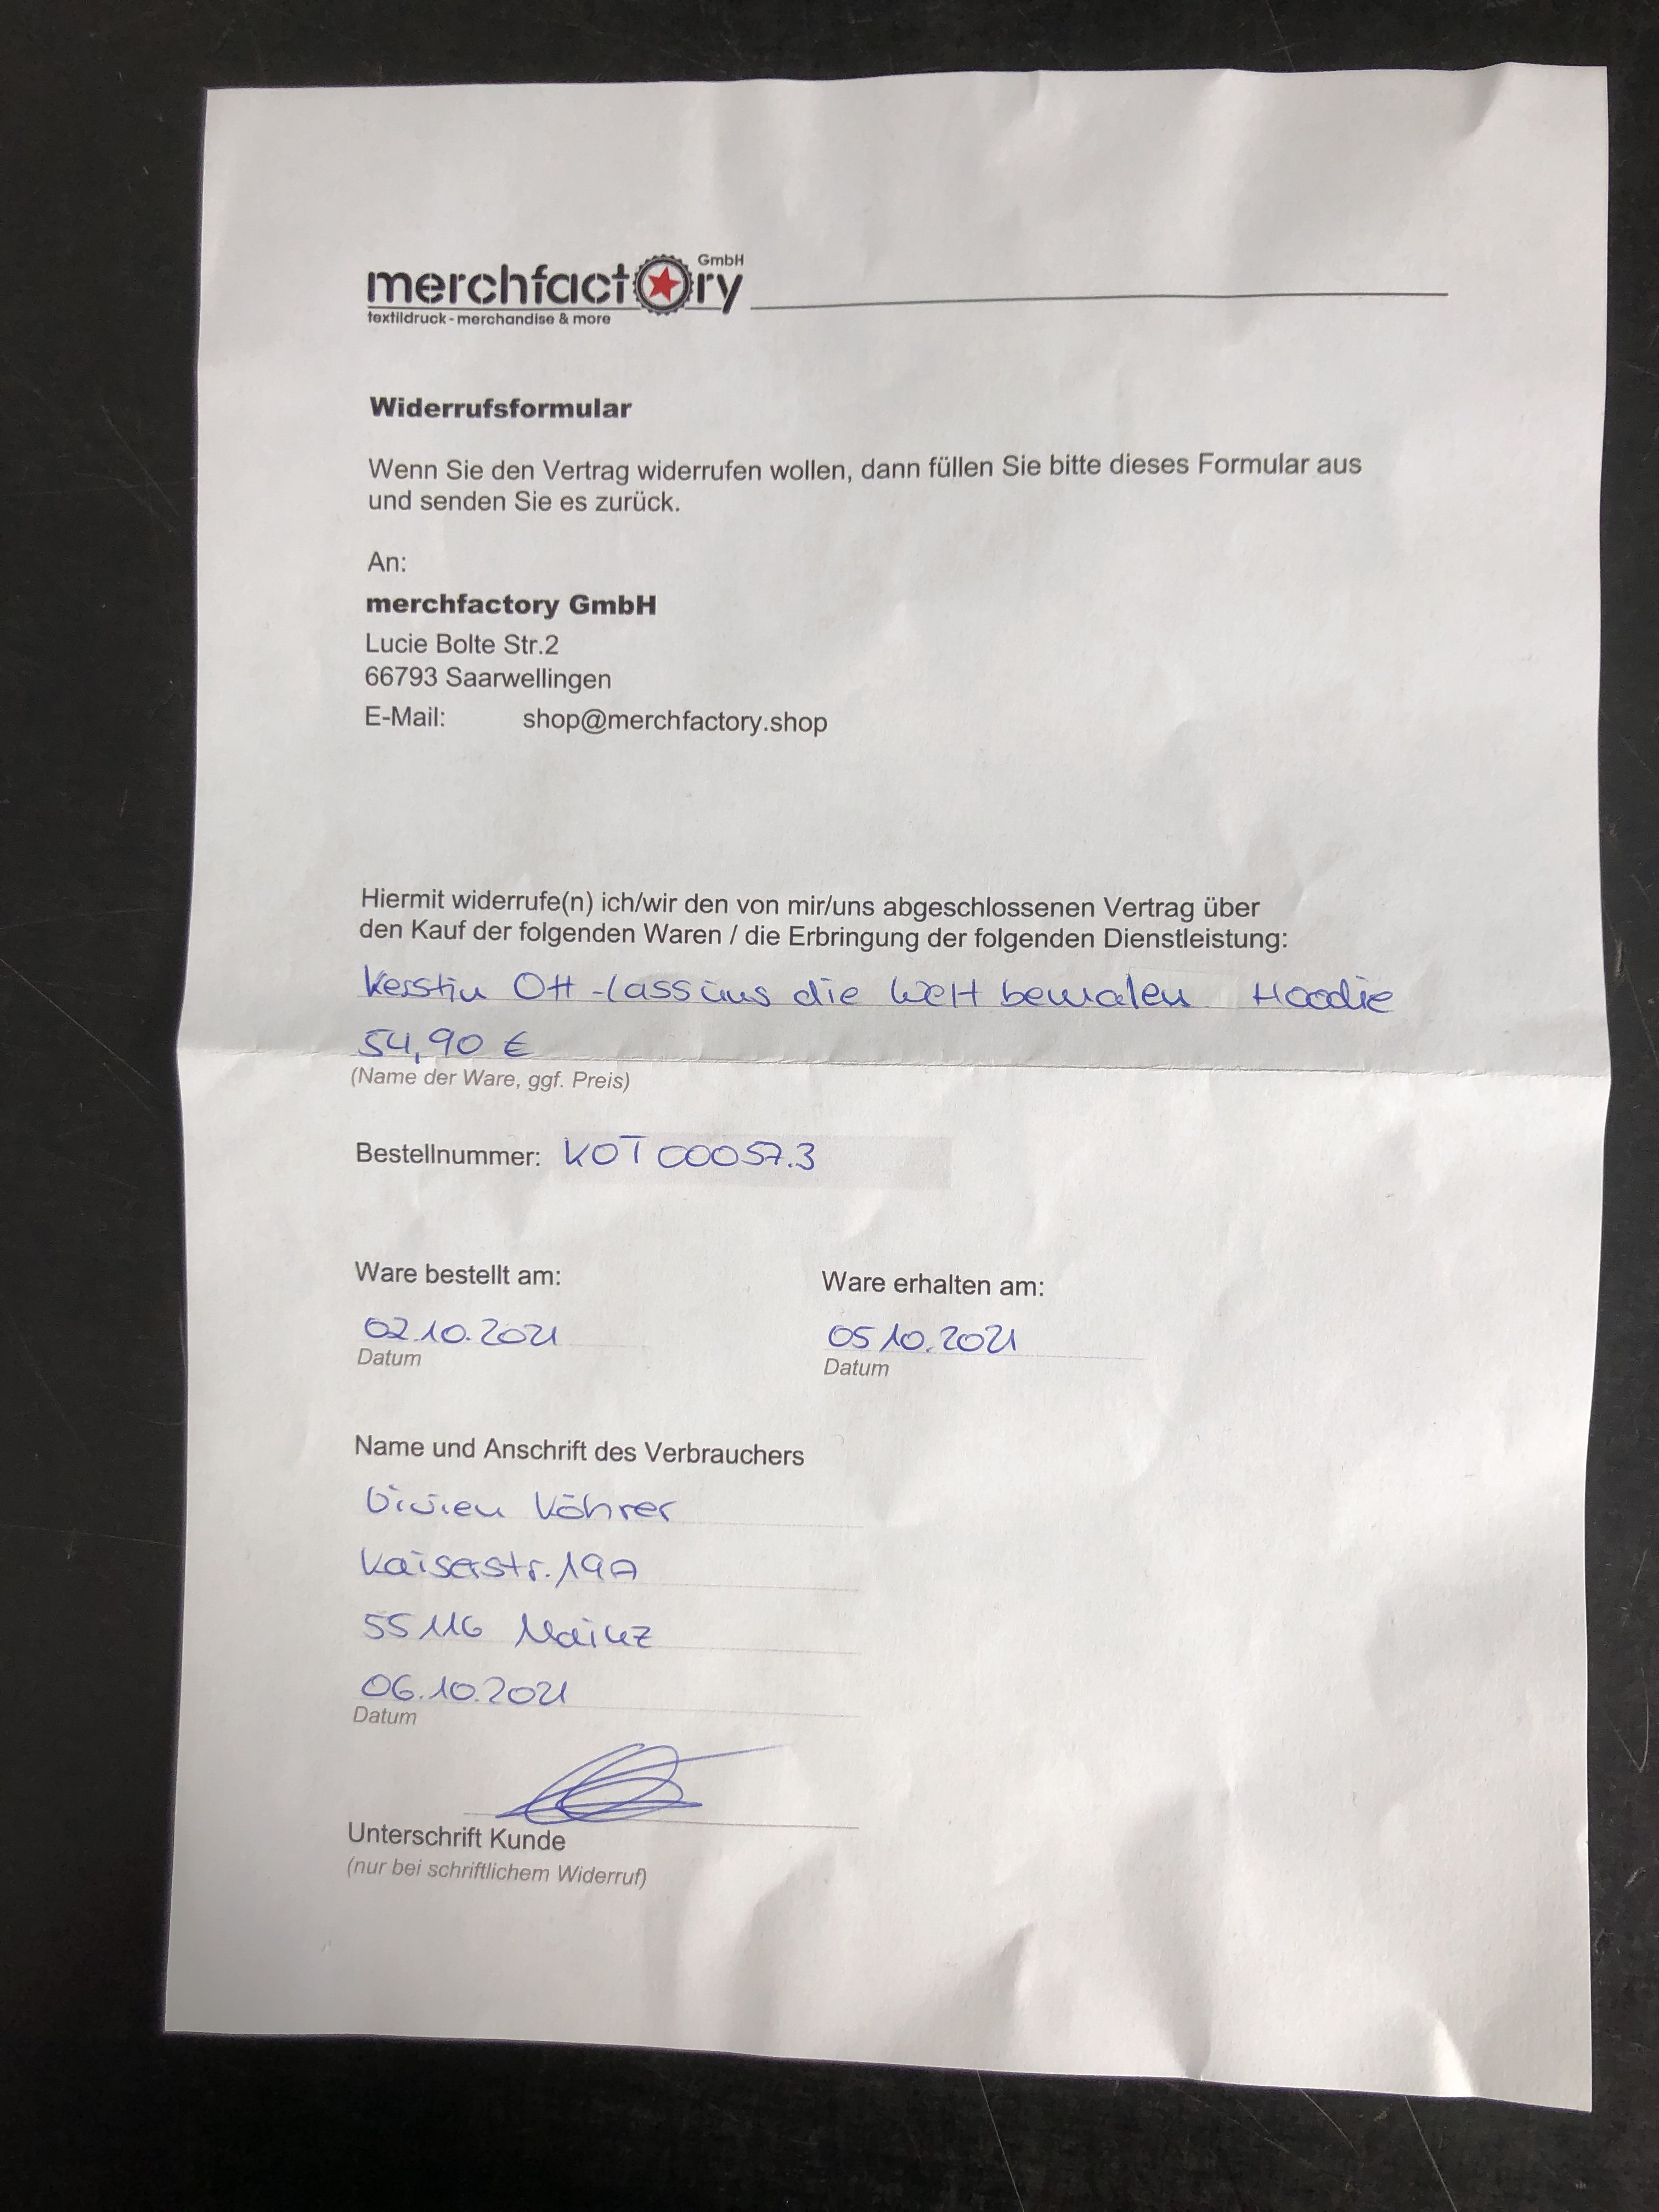 merchfactory GmbH
textildruck - merchandise & more
Widerrufsformular
Wenn Sie den Vertrag widerrufen wollen, dann füllen Sie bitte dieses Formular aus
und senden Sie es zurück.
An:
merchfactory GmbH
Lucie Bolte Str.2
66793 Saarwellingen
E-Mail: shop@merchfactory.shop
Hiermit widerrufe(n) ich/wir den von mir/uns abgeschlossenen Vertrag über
den Kauf der folgenden Waren / die Erbringung der folgenden Dienstleistung:
Kerstin Ott - lass uns die Welt bemalen Hoodie
54,90 €
(Name der Ware, ggf. Preis)
Bestellnummer: KOT00057.3
Ware bestellt am: Ware erhalten am:
02.10.2021 05.10.2021
Datum Datum
Name und Anschrift des Verbrauchers
Vivien Köhrer
Kaiserstr. 19A
55116 Mainz
06.10.2021
Datum
Unterschrift Kunde
(nur bei schriftlichem Widerruf)